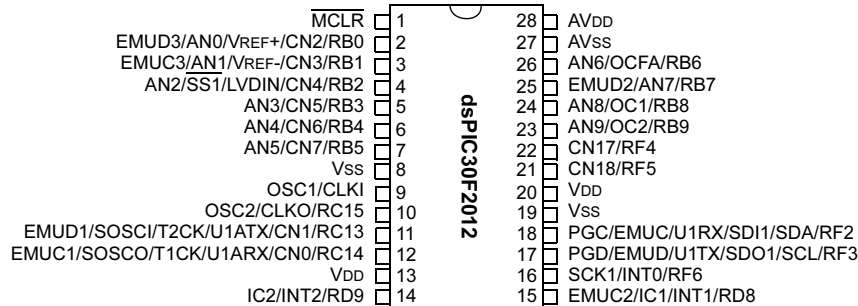 MCLR 1 28 AVDD
EMUD3/AN0/VREF+/CN2/RB0 2 27 AVSS
EMUC3/AN1/VREF-/CN3/RB1 3 26 AN6/OCFA/RB6
AN2/SS1/LVDIN/CN4/RB2 4 25 EMUD2/AN7/RB7
AN3/CN5/RB3 5 24 AN8/OC1/RB8
AN4/CN6/RB4 6 23 AN9/OC2/RB9
AN5/CN7/RB5 7 22 CN17/RF4
VSS 8 21 CN18/RF5
OSC1/CLKI 9 20 VDD
OSC2/CLKO/RC15 10 19 VSS
EMUD1/SOSCI/T2CK/U1ATX/CN1/RC13 11 18 PGC/EMUC/U1RX/SDI1/SDA/RF2
EMUC1/SOSCO/T1CK/U1ARX/CN0/RC14 12 17 PGD/EMUD/U1TX/SDO1/SCL/RF3
VDD 13 16 SCK1/INT0/RF6
IC2/INT2/RD9 14 15 EMUC2/IC1/INT1/RD8
dsPIC30F2012